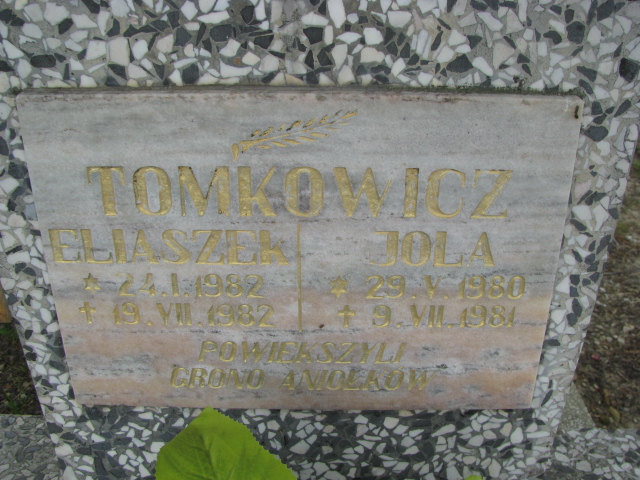 TOMKOWICZ
ELIASZEK JOLA
* 24.I.1982 * 29.V.1980
✝ 19.VII.1982 ✝ 9.VII.1981
POWIĘKSZYLI
GRONO ANIOŁKÓW